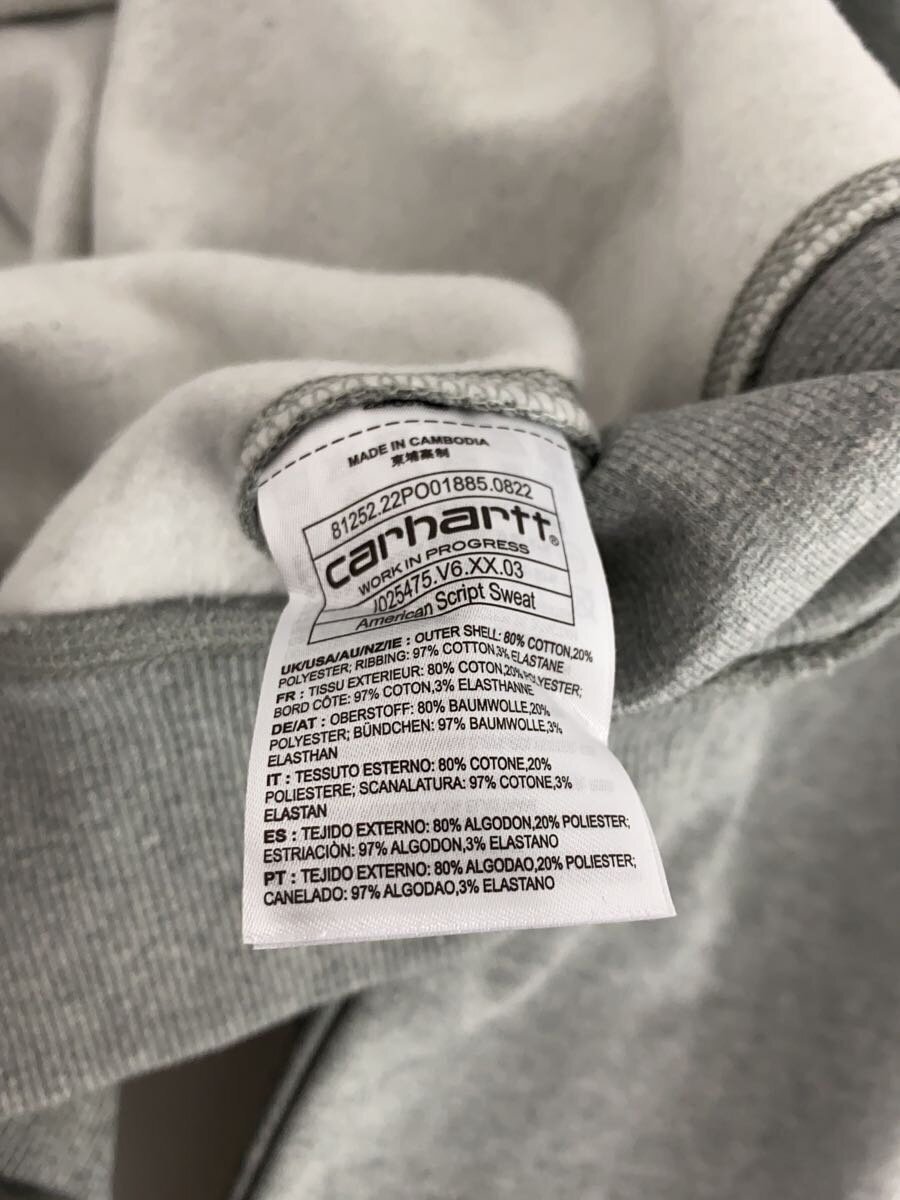 MADE IN CAMBODIA
柬埔寨制
81252.22PO01885.0822
carhartt®
WORK IN PROGRESS
I025475.V6.XX.03
American Script Sweat
UK/USA/AU/NZ/IE : OUTER SHELL: 80% COTTON,20%
POLYESTER; RIBBING: 97% COTTON,3% ELASTANE
FR : TISSU EXTERIEUR: 80% COTON,20% POLYESTER;
BORD CÔTE: 97% COTON,3% ELASTHANNE
DE/AT : OBERSTOFF: 80% BAUMWOLLE,20%
POLYESTER; BÜNDCHEN: 97% BAUMWOLLE,3%
ELASTHAN
IT : TESSUTO ESTERNO: 80% COTONE,20%
POLIESTERE; SCANALATURA: 97% COTONE,3%
ELASTAN
ES : TEJIDO EXTERNO: 80% ALGODON,20% POLIESTER;
ESTRIACIÒN: 97% ALGODON,3% ELASTANO
PT : TEJIDO EXTERNO: 80% ALGODAO,20% POLIESTER;
CANELADO: 97% ALGODAO,3% ELASTANO